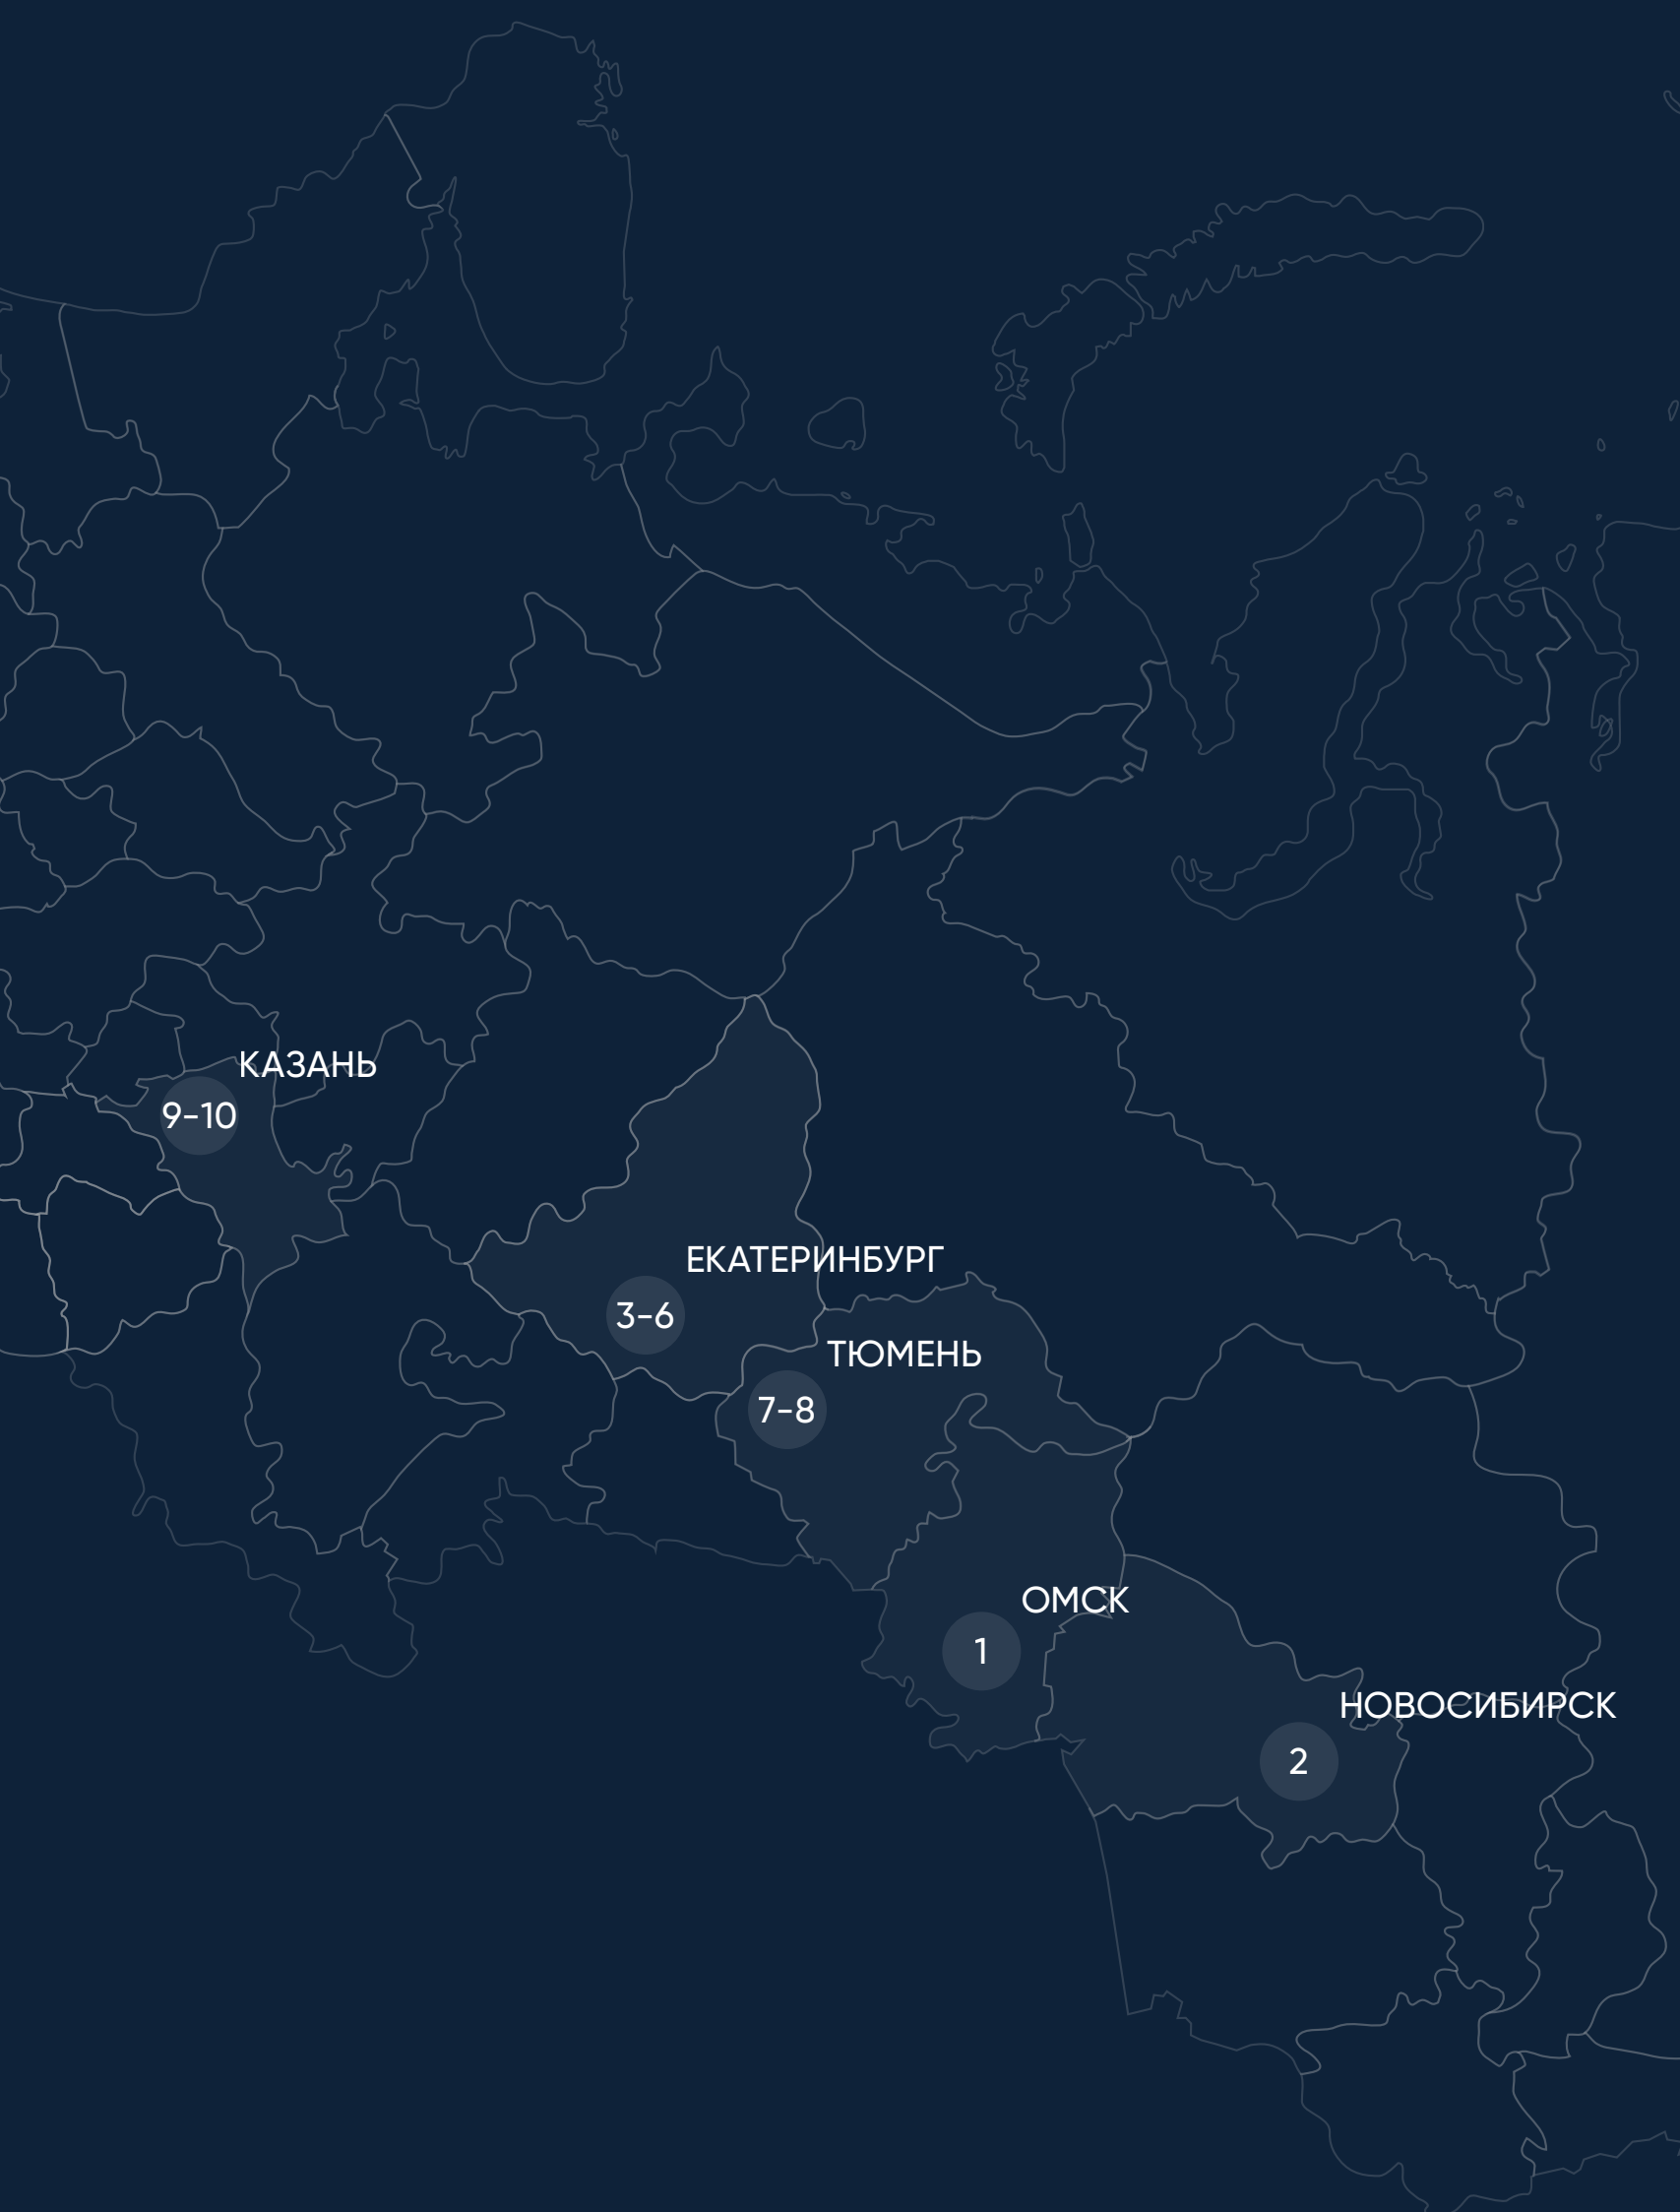 КАЗАНЬ
9-10
ЕКАТЕРИНБУРГ
3-6
ТЮМЕНЬ
7-8
ОМСК
1
НОВОСИБИРСК
2